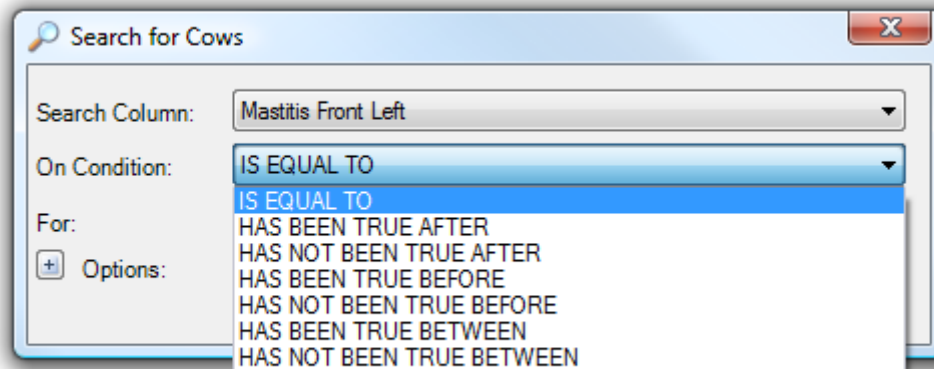 Search for Cows
Search Column: Mastitis Front Left
On Condition: IS EQUAL TO
IS EQUAL TO
For: HAS BEEN TRUE AFTER
HAS NOT BEEN TRUE AFTER
Options: HAS BEEN TRUE BEFORE
HAS NOT BEEN TRUE BEFORE
HAS BEEN TRUE BETWEEN
HAS NOT BEEN TRUE BETWEEN